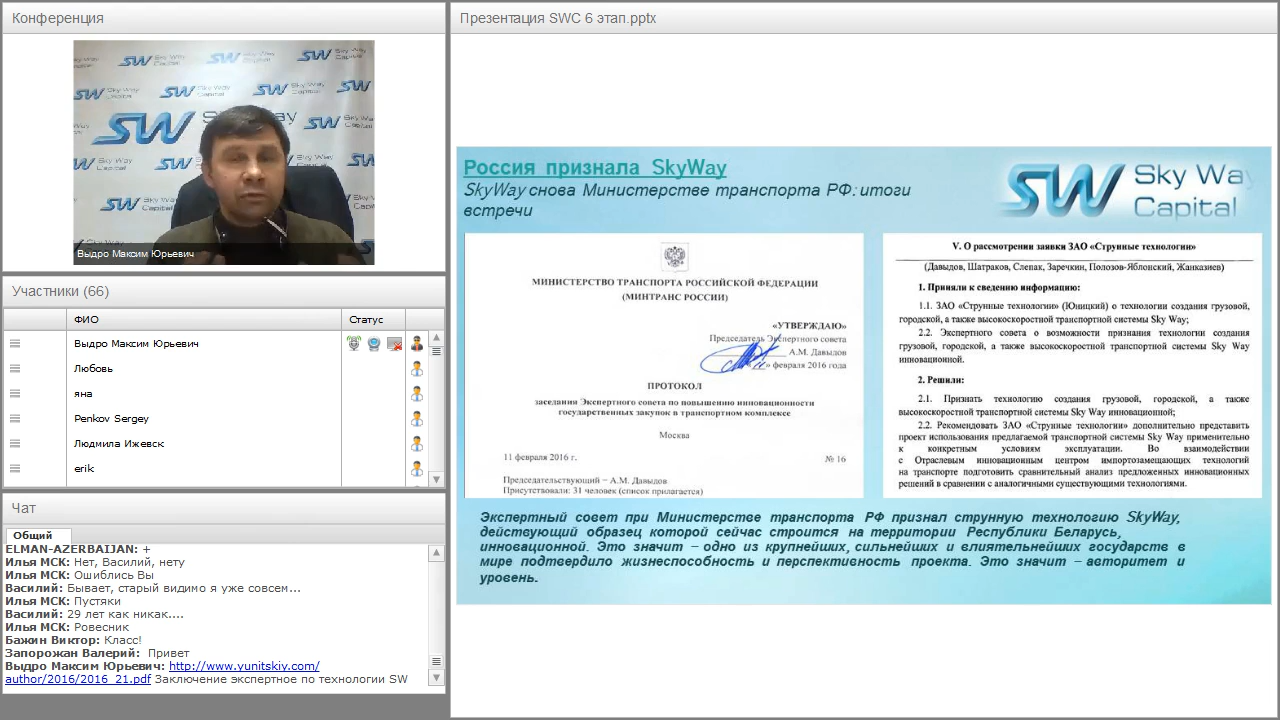 Конференция
SW Sky Way Capital
Выдро Максим Юрьевич
Участники (66)
ФИО
Статус
Выдро Максим Юрьевич
Любовь
яна
Penkov Sergey
Людмила Ижевск
erik
Чат
Общий
ELMAN-AZERBAIJAN: +
Илья МСК: Нет, Василий, нету
Илья МСК: Ошиблись Вы
Василий: Бывает, старый видимо я уже совсем...
Илья МСК: Пустяки
Василий: 29 лет как никак....
Илья МСК: Ровесник
Бажин Виктор: Класс!
Запорожан Валерий: Привет
Выдро Максим Юрьевич: http://www.yunitskiy.com/
author/2016/2016_21.pdf Заключение экспертное по технологии SW
Презентация SWC 6 этап.pptx
Россия признала SkyWay
SkyWay снова Министерстве транспорта РФ: итоги
встречи
SW Sky Way
Capital
МИНИСТЕРСТВО ТРАНСПОРТА РОССИЙСКОЙ ФЕДЕРАЦИИ
(МИНТРАНС РОССИИ)
«УТВЕРЖДАЮ»
Председатель Экспертного совета
А.М. Давыдов
февраля 2016 года
ПРОТОКОЛ
заседания Экспертного совета по повышению инновационности
государственных закупок в транспортном комплексе
Москва
11 февраля 2016 г.
№ 16
Председательствующий – А.М. Давыдов
Присутствовали: 31 человек (список прилагается)
V. О рассмотрении заявки ЗАО «Струнные технологии»
(Давыдов, Шатраков, Слепак, Заречкин, Полозов-Яблонский, Жанказиев)
1. Приняли к сведению информацию:
1.1. ЗАО «Струнные технологии» (Юницкий) о технологии создания грузовой,
городской, а также высокоскоростной транспортной системы Sky Way;
2.2. Экспертного совета о возможности признания технологии создания
грузовой, городской, а также высокоскоростной транспортной системы Sky Way
инновационной.
2. Решили:
2.1. Признать технологию создания грузовой, городской, а также
высокоскоростной транспортной системы Sky Way инновационной;
2.2. Рекомендовать ЗАО «Струнные технологии» дополнительно представить
проект использования предлагаемой транспортной системы Sky Way применительно
к конкретным условиям эксплуатации. Во взаимодействии
с Отраслевым инновационным центром импортозамещающих технологий
на транспорте подготовить сравнительный анализ предложенных инновационных
решений в сравнении с аналогичными существующими технологиями.
Экспертный совет при Министерстве транспорта РФ признал струнную технологию SkyWay,
действующий образец которой сейчас строится на территории Республики Беларусь,
инновационной. Это значит – одно из крупнейших, сильнейших и влиятельнейших государств в
мире подтвердило жизнеспособность и перспективность проекта. Это значит – авторитет и
уровень.